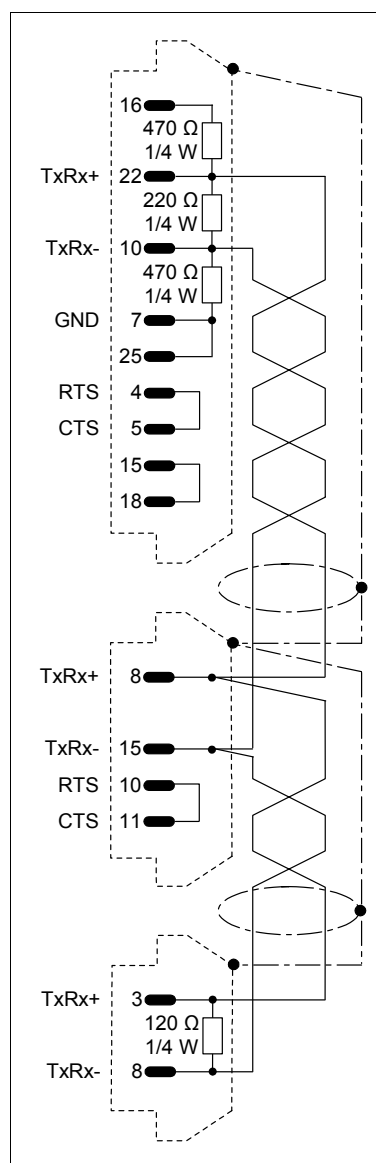 16
470 Ω
1/4 W
TxRx+ 22
220 Ω
1/4 W
TxRx- 10
470 Ω
1/4 W
GND 7
25
RTS 4
CTS 5
15
18
TxRx+ 8
TxRx- 15
RTS 10
CTS 11
TxRx+ 3
120 Ω
1/4 W
TxRx- 8